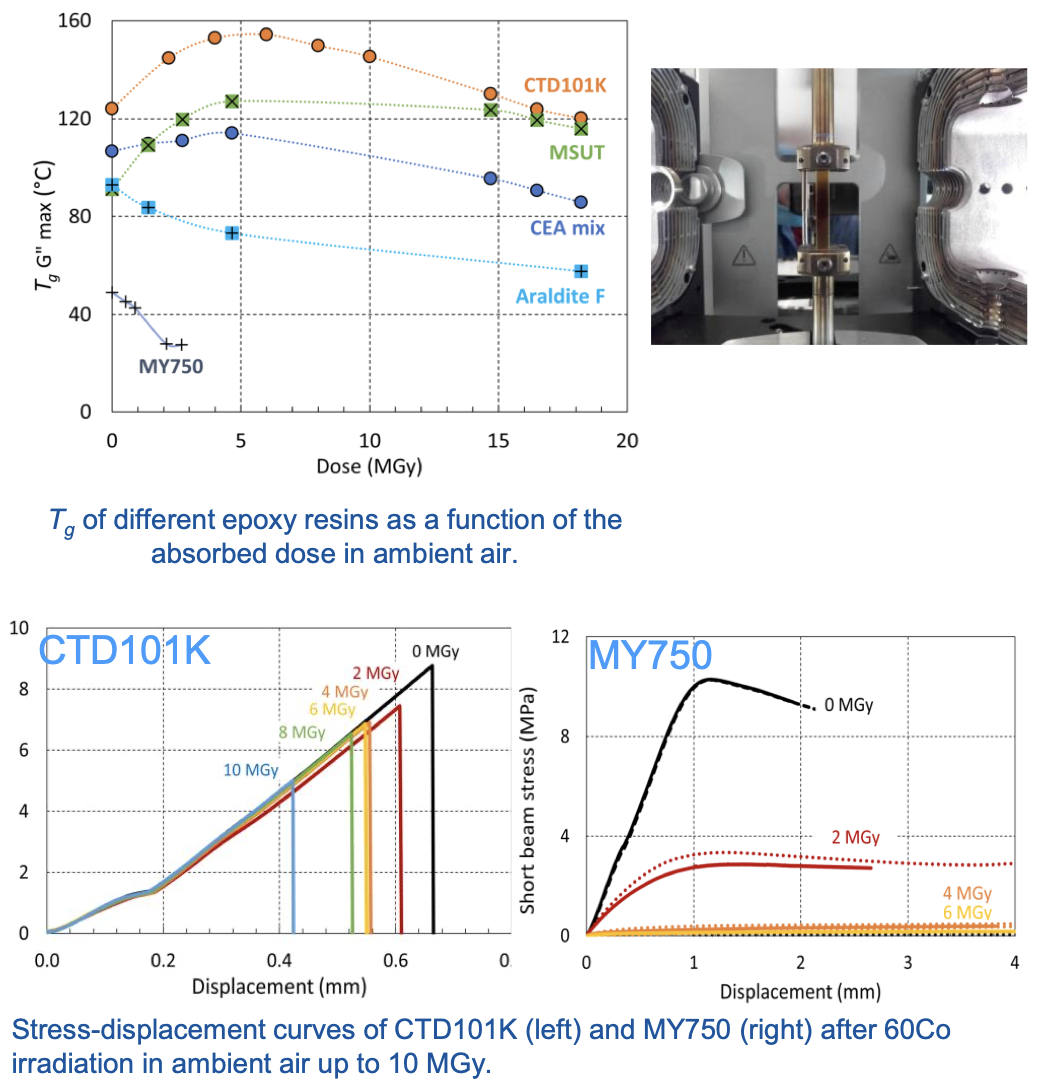 160
120
80
40
0
Tg G" max (°C)
CTD101K
MSUT
CEA mix
Araldite F
MY750
0 5 10 15 20
Dose (MGy)
Tg of different epoxy resins as a function of the
absorbed dose in ambient air.
10
8
6
4
2
0
CTD101K
0 MGy
2 MGy
4 MGy
6 MGy
8 MGy
10 MGy
0.0 0.2 0.4 0.6 0.
Displacement (mm)
12
8
4
0
Short beam stress (MPa)
MY750
0 MGy
2 MGy
4 MGy
6 MGy
0 1 2 3 4
Displacement (mm)
Stress-displacement curves of CTD101K (left) and MY750 (right) after 60Co
irradiation in ambient air up to 10 MGy.